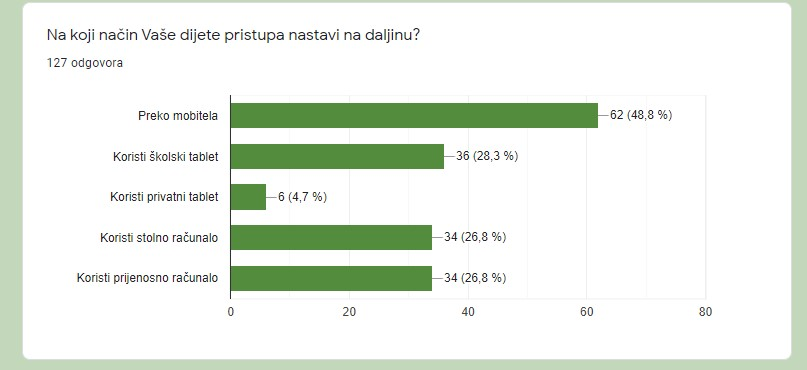 Na koji način Vaše dijete pristupa nastavi na daljinu?
127 odgovora
Preko mobitela 62 (48,8 %)
Koristi školski tablet 36 (28,3 %)
Koristi privatni tablet 6 (4,7 %)
Koristi stolno računalo 34 (26,8 %)
Koristi prijenosno računalo 34 (26,8 %)
0 20 40 60 80